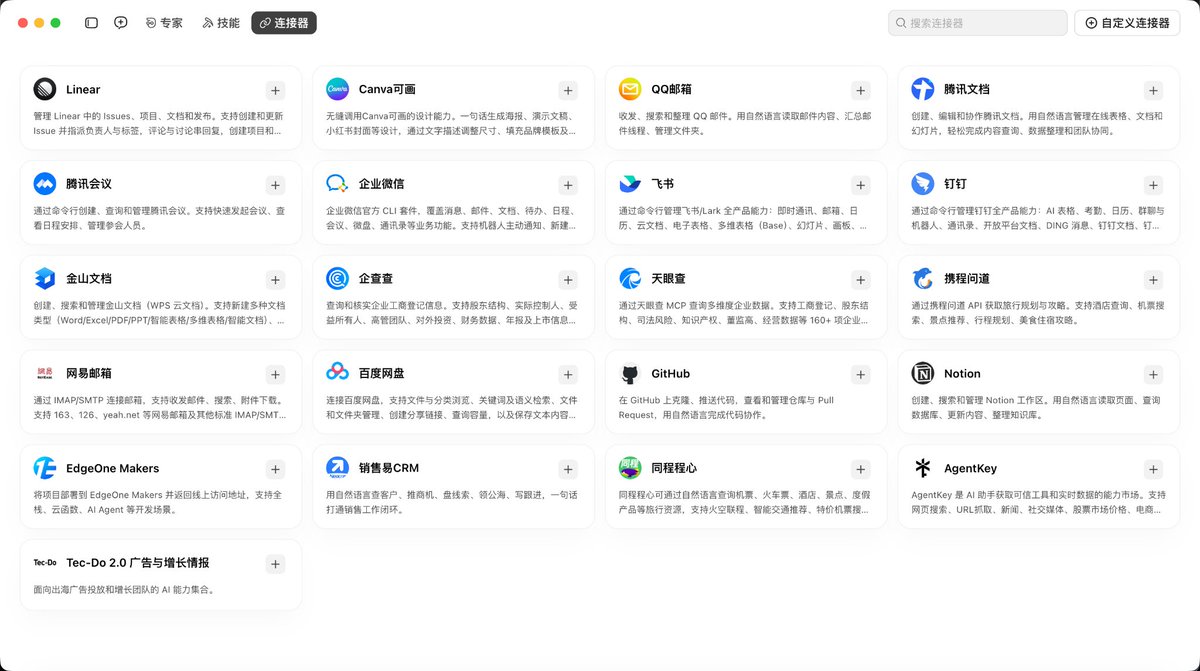 专家
技能
连接器
搜索连接器
自定义连接器
Linear
管理 Linear 中的 Issues、项目、文档和发布。支持创建和更新
Issue 并指派负责人与标签，评论与讨论串回复，创建项目和...
Canva
Canva可画
无缝调用Canva可画的设计能力。一句话生成海报、演示文稿、
小红书封面等设计，通过文字描述调整尺寸、填充品牌模板及...
QQ邮箱
收发、搜索和整理 QQ 邮件。用自然语言读取邮件内容、汇总邮
件线程、管理文件夹。
腾讯文档
创建、编辑和协作腾讯文档。用自然语言管理在线表格、文档和
幻灯片，轻松完成内容查询、数据整理和团队协同。
腾讯会议
通过命令行创建、查询和管理腾讯会议。支持快速发起会议、查
看日程安排、管理参会人员。
企业微信
企业微信官方 CLI 套件，覆盖消息、邮件、文档、待办、日程、
会议、微盘、通讯录等业务功能。支持机器人主动通知、新建...
飞书
通过命令行管理飞书/Lark 全产品能力：即时通讯、邮箱、日
历、云文档、电子表格、多维表格（Base）、幻灯片、画板、...
钉钉
通过命令行管理钉钉全产品能力：AI 表格、考勤、日历、群聊与
机器人、通讯录、开放平台文档、DING 消息、钉钉文档、钉...
金山文档
创建、搜索和管理金山文档（WPS 云文档）。支持新建多种文档
类型（Word/Excel/PDF/PPT/智能表格/多维表格/智能文档）、...
企查查
查询和核实企业工商登记信息。支持股东结构、实际控制人、受
益所有人、高管团队、对外投资、财务数据、年报及上市信息...
天眼查
通过天眼查 MCP 查询多维度企业数据。支持工商登记、股东结
构、司法风险、知识产权、董监高、经营数据等 160+ 项企业...
携程问道
通过携程问道 API 获取旅行规划与攻略。支持酒店查询、机票搜
索、景点推荐、行程规划、美食住宿攻略。
網易
网易邮箱
通过 IMAP/SMTP 连接邮箱，支持收发邮件、搜索、附件下载。
支持 163、126、yeah.net 等网易邮箱及其他标准 IMAP/SMT...
百度网盘
连接百度网盘，支持文件与分类浏览、关键词及语义检索、文件
和文件夹管理、创建分享链接、查询容量，以及保存文本内容...
GitHub
在 GitHub 上克隆、推送代码，查看和管理仓库与 Pull
Request，用自然语言完成代码协作。
Notion
创建、搜索和管理 Notion 工作区。用自然语言读取页面、查询
数据库、更新内容、整理知识库。
EdgeOne Makers
将项目部署到 EdgeOne Makers 并返回线上访问地址，支持全
栈、云函数、AI Agent 等开发场景。
销售易CRM
用自然语言查客户、推商机、盘线索、领公海、写跟进，一句话
打通销售工作闭环。
同程
同程程心
同程程心可通过自然语言查询机票、火车票、酒店、景点、度假
产品等旅行资源，支持火空联程、智能交通推荐、特价机票搜...
AgentKey
AgentKey 是 AI 助手获取可信工具和实时数据的能力市场。支持
网页搜索、URL抓取、新闻、社交媒体、股票市场价格、电商...
Tec-Do
Tec-Do 2.0 广告与增长情报
面向出海广告投放和增长团队的 AI 能力集合。